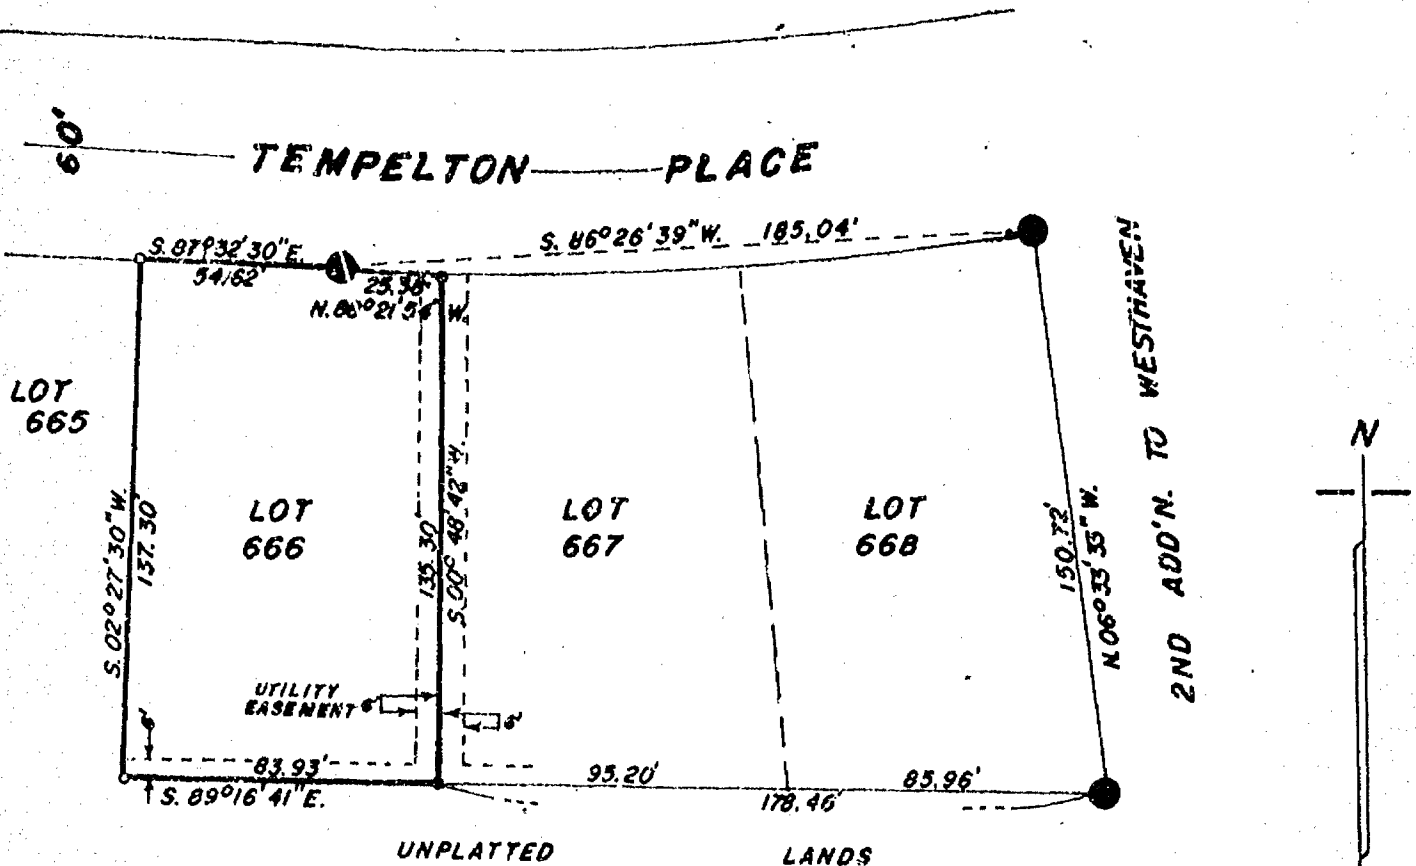 60'
TEMPELTON PLACE
S. 87°32'30"E.
54.62'
S. 86°26'39"W. 185.04'
25.38'
N. 86°21'54" W.
LOT
665
LOT
666
LOT
667
LOT
668
S. 02°27'30"W.
137.30'
135.30'
S. 00° 48' 42" W.
150.72'
N. 06°33'35" W.
2ND ADD'N. TO WESTHAVEN
N
UTILITY
EASEMENT 6'
6'
6'
83.93'
S. 89°16'41"E.
95.20'
85.96'
178.46'
UNPLATTED LANDS